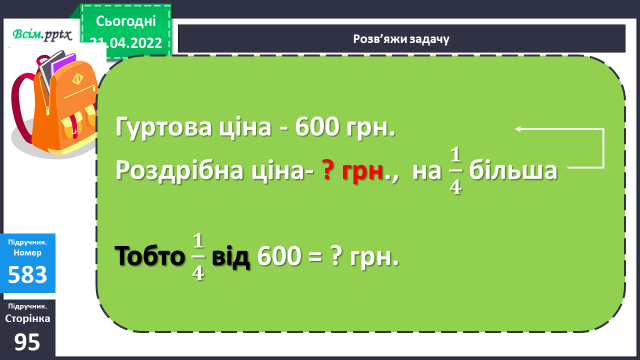 Всім.pptx
Сьогодні
21.04.2022
Розв’яжи задачу
Гуртова ціна - 600 грн.
Роздрібна ціна- ? грн., на 1/4 більша
Тобто 1/4 від 600 = ? грн.
Підручник.
Номер
583
Підручник.
Сторінка
95